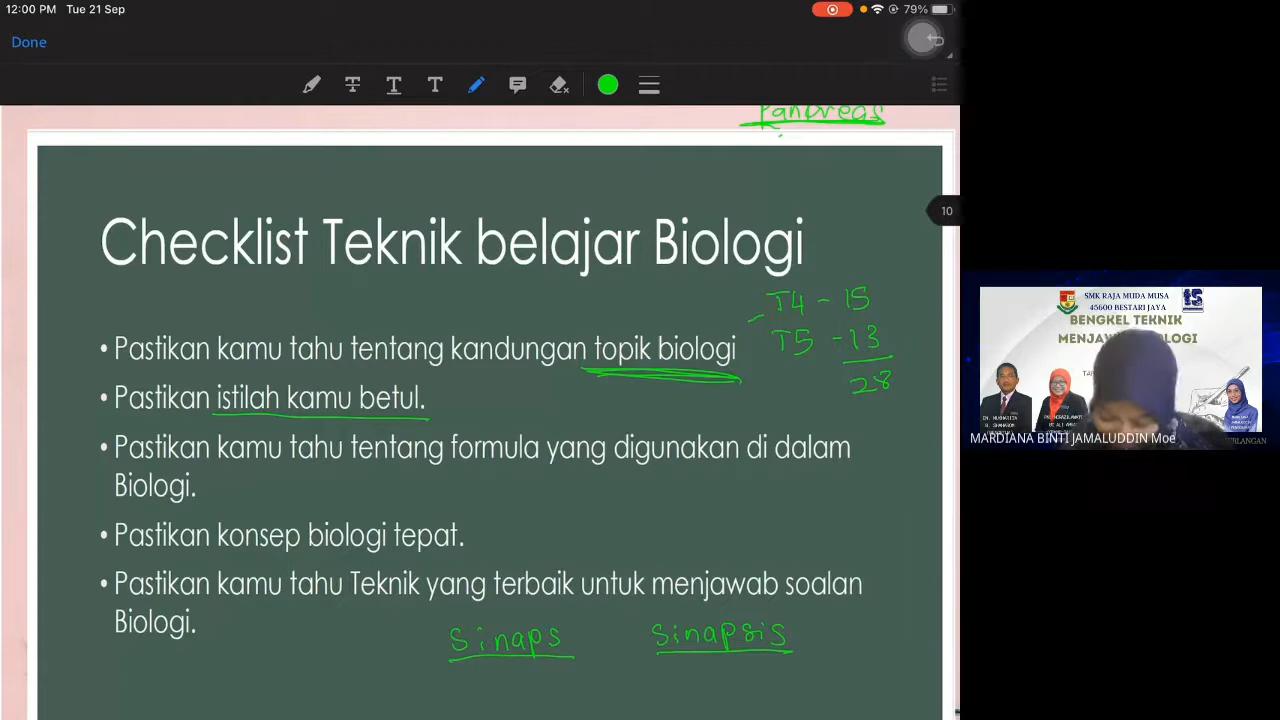 12:00 PM Tue 21 Sep
79%
Done
Pancreas
10
Checklist Teknik belajar Biologi
T4 - 15
T5 - 13
28
• Pastikan kamu tahu tentang kandungan topik biologi
• Pastikan istilah kamu betul.
• Pastikan kamu tahu tentang formula yang digunakan di dalam
Biologi.
• Pastikan konsep biologi tepat.
• Pastikan kamu tahu Teknik yang terbaik untuk menjawab soalan
Biologi.
Sinaps Sinapsis
SMK RAJA MUDA MUSA
45600 BESTARI JAYA
BENGKEL TEKNIK
MENJAWAB
MARDIANA BINTI JAMALUDDIN Moe